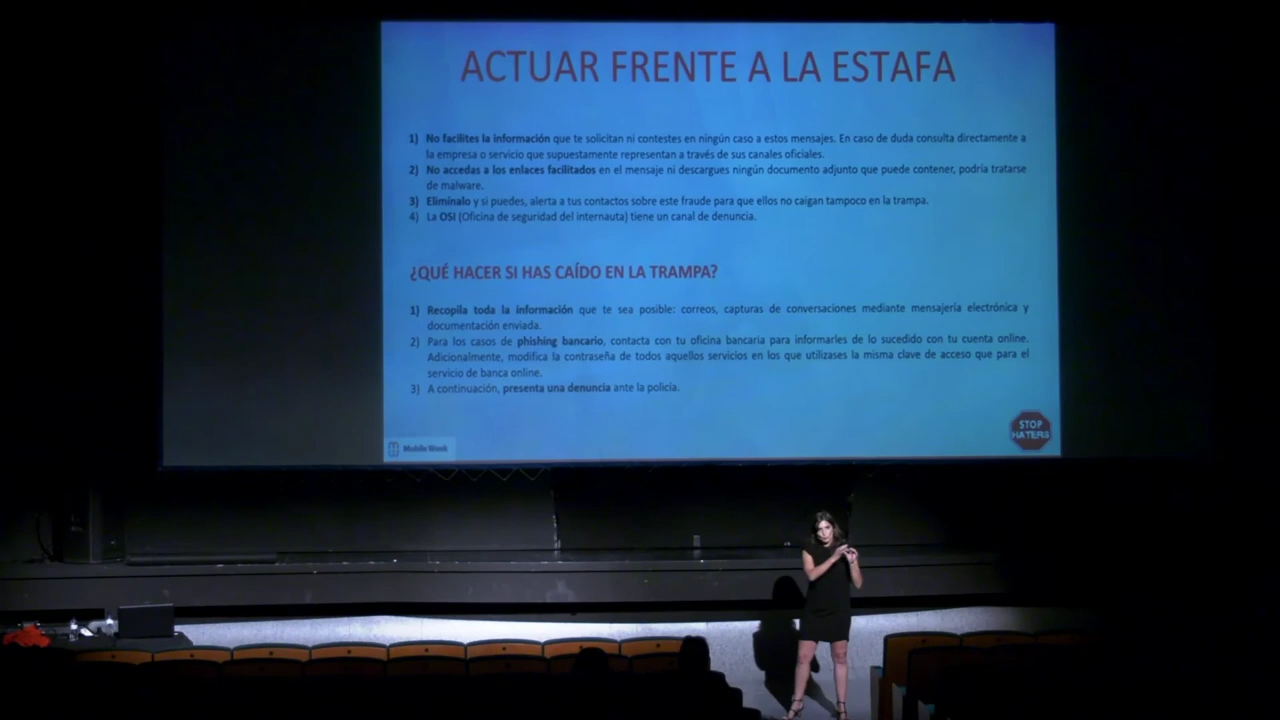 ACTUAR FRENTE A LA ESTAFA
1) No facilites la información que te solicitan ni contestes en ningún caso a estos mensajes. En caso de duda consulta directamente a
la empresa o servicio que supuestamente representan a través de sus canales oficiales.
2) No accedas a los enlaces facilitados en el mensaje ni descargues ningún documento adjunto que puede contener, podría tratarse
de malware.
3) Elimínalo y si puedes, alerta a tus contactos sobre este fraude para que ellos no caigan tampoco en la trampa.
4) La OSI (Oficina de seguridad del internauta) tiene un canal de denuncia.
¿QUÉ HACER SI HAS CAÍDO EN LA TRAMPA?
1) Recopila toda la información que te sea posible: correos, capturas de conversaciones mediante mensajería electrónica y
documentación enviada.
2) Para los casos de phishing bancario, contacta con tu oficina bancaria para informarles de lo sucedido con tu cuenta online.
Adicionalmente, modifica la contraseña de todos aquellos servicios en los que utilizases la misma clave de acceso que para el
servicio de banca online.
3) A continuación, presenta una denuncia ante la policía.
STOP
HATERS
Mobile Week